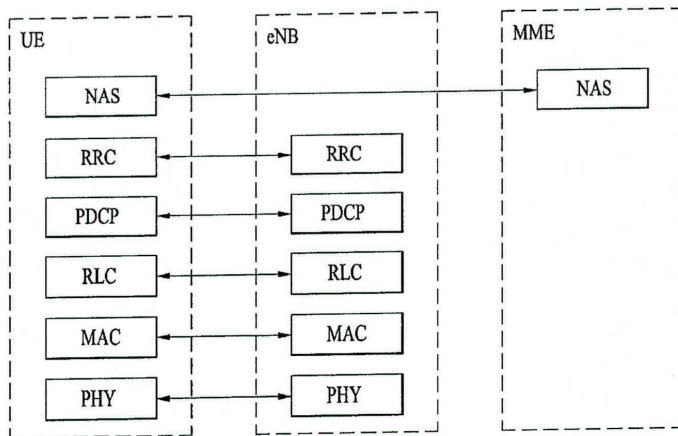 UE eNB MME
NAS NAS
RRC RRC
PDCP PDCP
RLC RLC
MAC MAC
PHY PHY